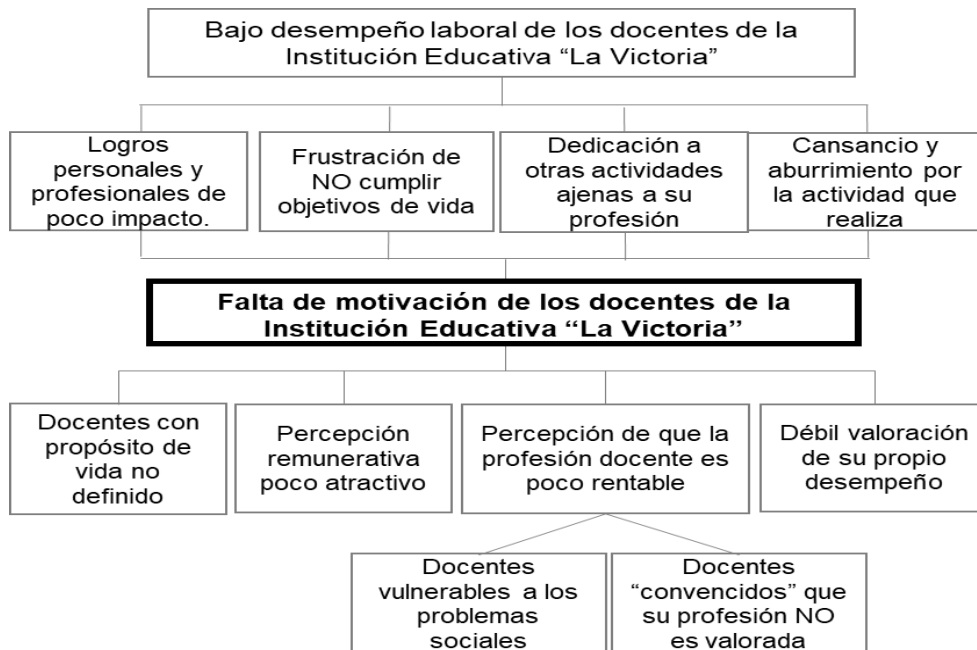 Bajo desempeño laboral de los docentes de la
Institución Educativa “La Victoria”
Logros
personales y
profesionales de
poco impacto.
Frustración de
NO cumplir
objetivos de vida
Dedicación a
otras actividades
ajenas a su
profesión
Cansancio y
aburrimiento por
la actividad que
realiza
Falta de motivación de los docentes de la
Institución Educativa “La Victoria”
Docentes con
propósito de
vida no
definido
Percepción
remunerativa
poco atractivo
Percepción de que la
profesión docente es
poco rentable
Débil valoración
de su propio
desempeño
Docentes
vulnerables a los
problemas
sociales
Docentes
“convencidos” que
su profesión NO
es valorada